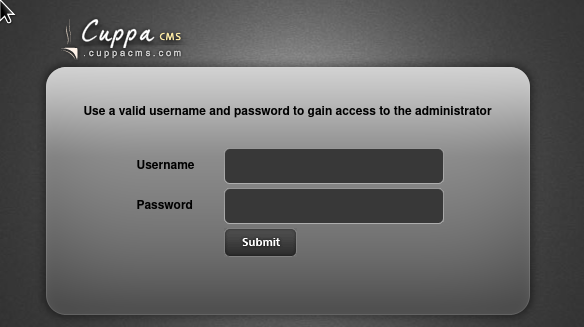 Cuppa CMS
.cuppacms.com
Use a valid username and password to gain access to the administrator
Username
Password
Submit